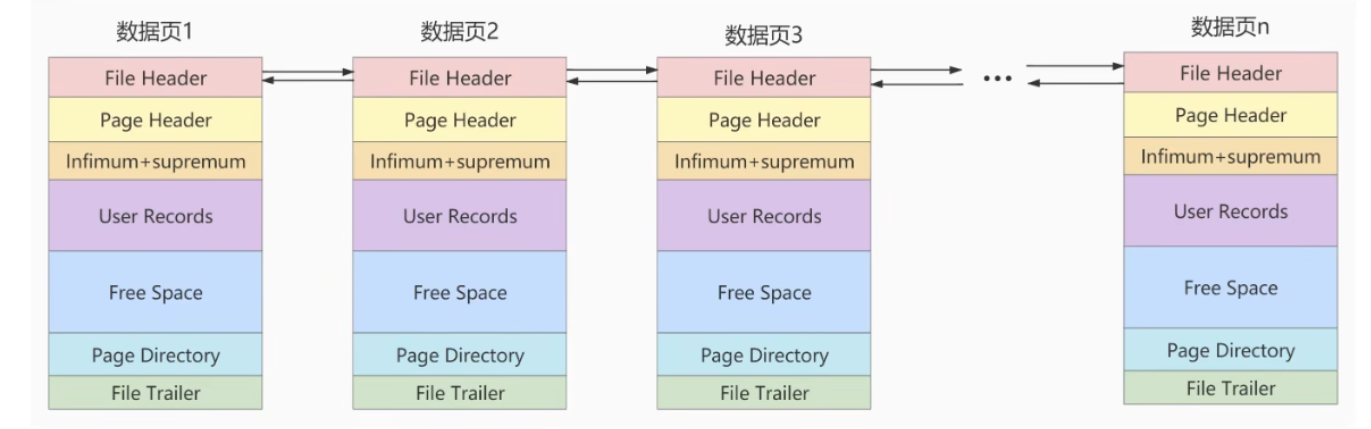 数据页1
File Header
Page Header
Infimum+supremum
User Records
Free Space
Page Directory
File Trailer
数据页2
File Header
Page Header
Infimum+supremum
User Records
Free Space
Page Directory
File Trailer
数据页3
File Header
Page Header
Infimum+supremum
User Records
Free Space
Page Directory
File Trailer
...
数据页n
File Header
Page Header
Infimum+supremum
User Records
Free Space
Page Directory
File Trailer